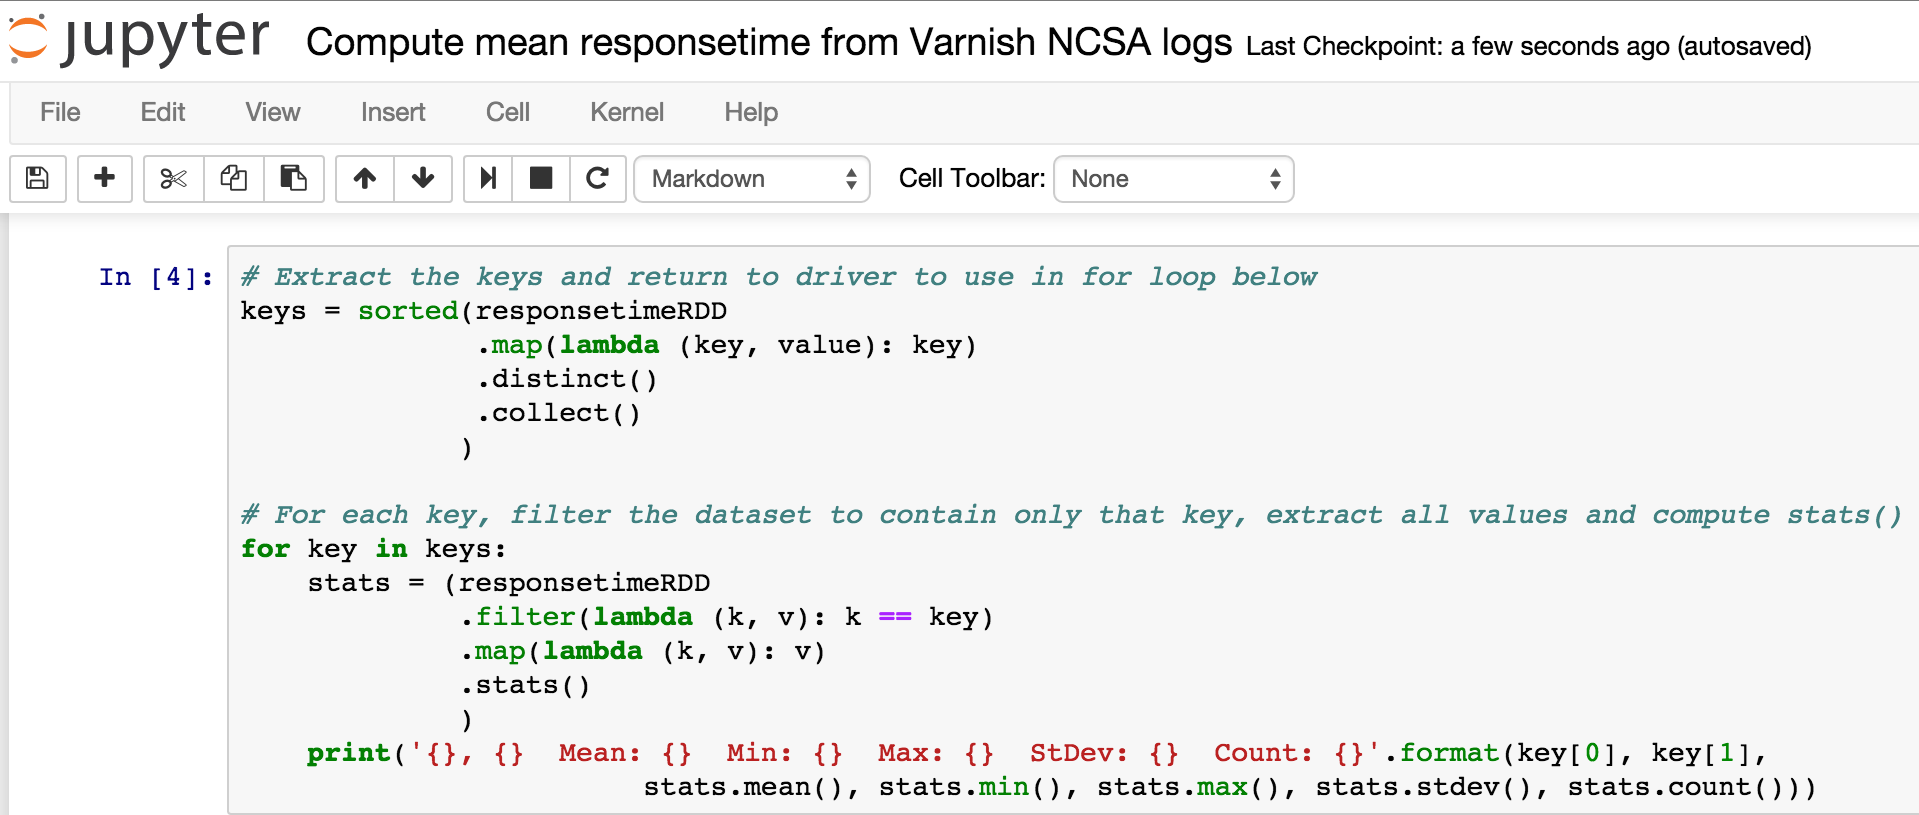 jupyter Compute mean responsetime from Varnish NCSA logs Last Checkpoint: a few seconds ago (autosaved)
File Edit View Insert Cell Kernel Help
Markdown Cell Toolbar: None
In [4]: # Extract the keys and return to driver to use in for loop below
keys = sorted(responsetimeRDD
.map(lambda (key, value): key)
.distinct()
.collect()
)
# For each key, filter the dataset to contain only that key, extract all values and compute stats()
for key in keys:
stats = (responsetimeRDD
.filter(lambda (k, v): k == key)
.map(lambda (k, v): v)
.stats()
)
print('{}, {}  Mean: {}  Min: {}  Max: {}  StDev: {}  Count: {}'.format(key[0], key[1],
stats.mean(), stats.min(), stats.max(), stats.stdev(), stats.count()))